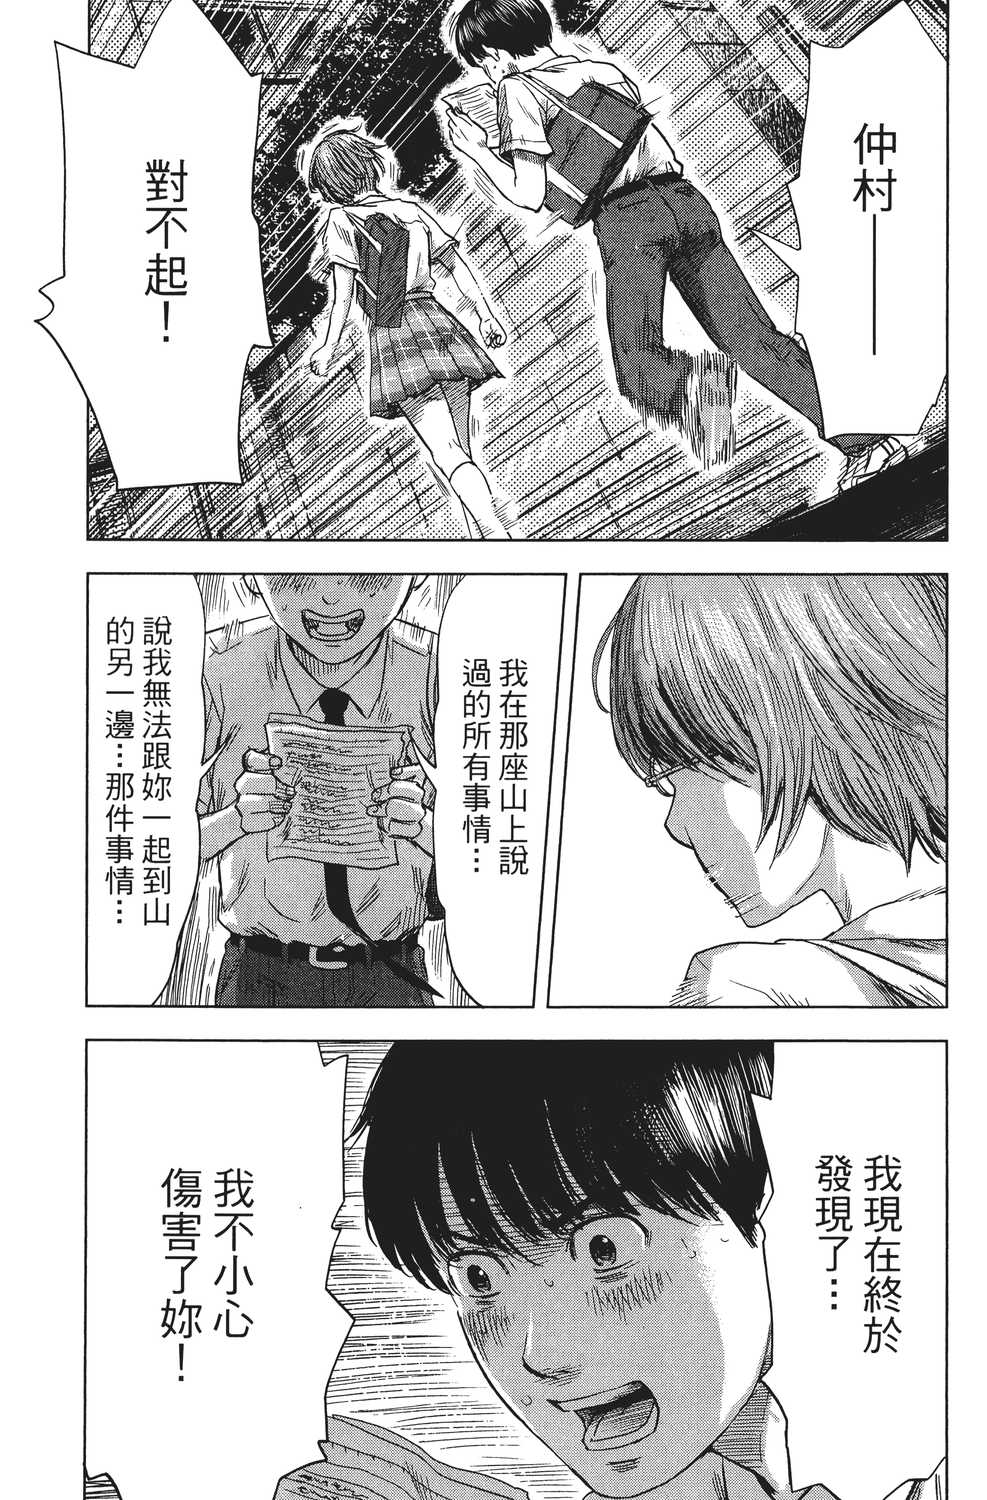 仲村——
對不起！
我在那座山上說
過的所有事情…
說我無法跟妳一起到山
的另一邊…那件事情…
我現在終於
發現了…
我不小心
傷害了妳！